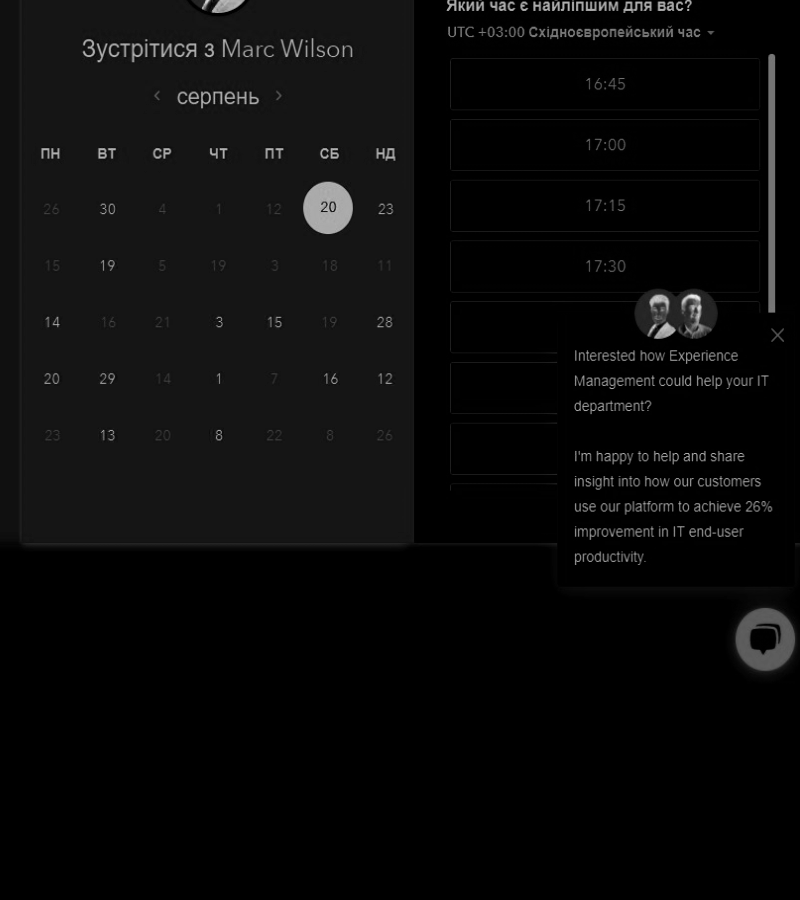 Зустрітися з Marc Wilson
серпень
ПН ВТ СР ЧТ ПТ СБ НД
26 30 4 1 12 20 23
15 19 5 19 3 18 11
14 16 21 3 15 19 28
20 29 14 1 7 16 12
23 13 20 8 22 8 26
Який час є найліпшим для вас?
UTC +03:00 Східноєвропейський час
16:45
17:00
17:15
17:30
Interested how Experience
Management could help your IT
department?
I'm happy to help and share
insight into how our customers
use our platform to achieve 26%
improvement in IT end-user
productivity.